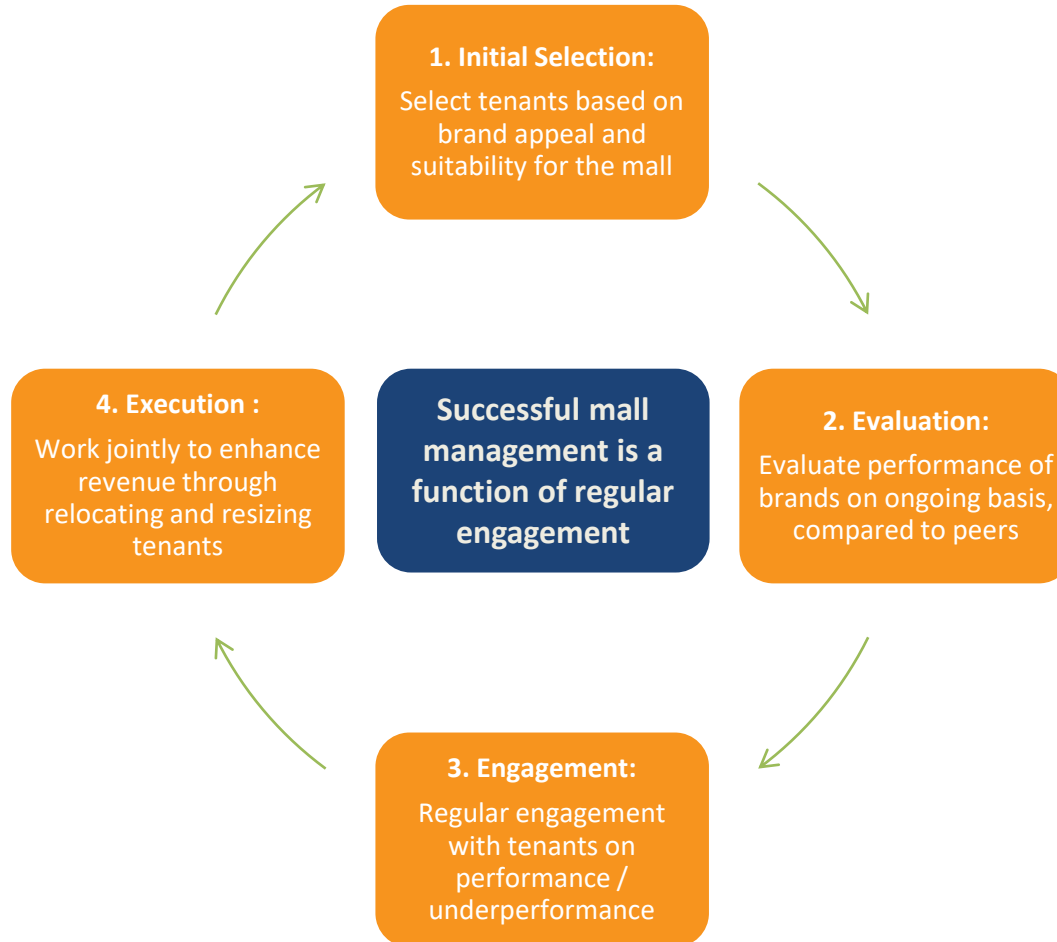 1. Initial Selection:
Select tenants based on
brand appeal and
suitability for the mall
4. Execution :
Work jointly to enhance
revenue through
relocating and resizing
tenants
Successful mall
management is a
function of regular
engagement
2. Evaluation:
Evaluate performance of
brands on ongoing basis,
compared to peers
3. Engagement:
Regular engagement
with tenants on
performance /
underperformance